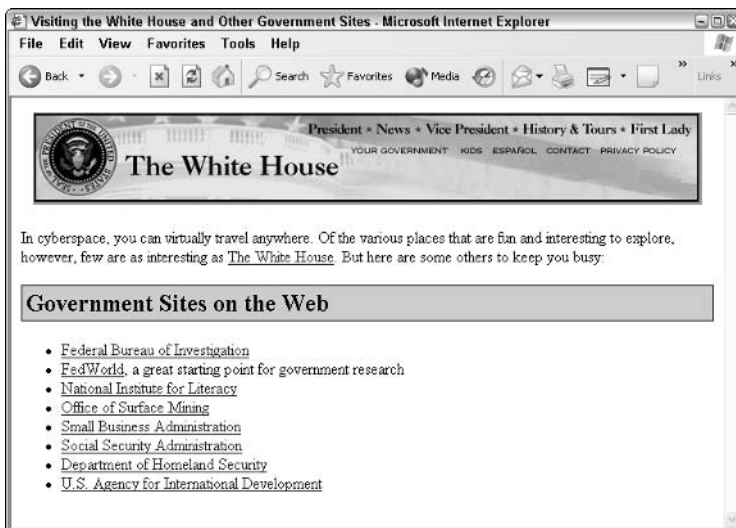 Visiting the White House and Other Government Sites - Microsoft Internet Explorer
File Edit View Favorites Tools Help
Back Search Favorites Media Links
President * News * Vice President * History & Tours * First Lady
YOUR GOVERNMENT KIDS ESPAÑOL CONTACT PRIVACY POLICY
The White House
In cyberspace, you can virtually travel anywhere. Of the various places that are fun and interesting to explore,
however, few are as interesting as The White House. But here are some others to keep you busy:
Government Sites on the Web
• Federal Bureau of Investigation
• FedWorld, a great starting point for government research
• National Institute for Literacy
• Office of Surface Mining
• Small Business Administration
• Social Security Administration
• Department of Homeland Security
• U.S. Agency for International Development